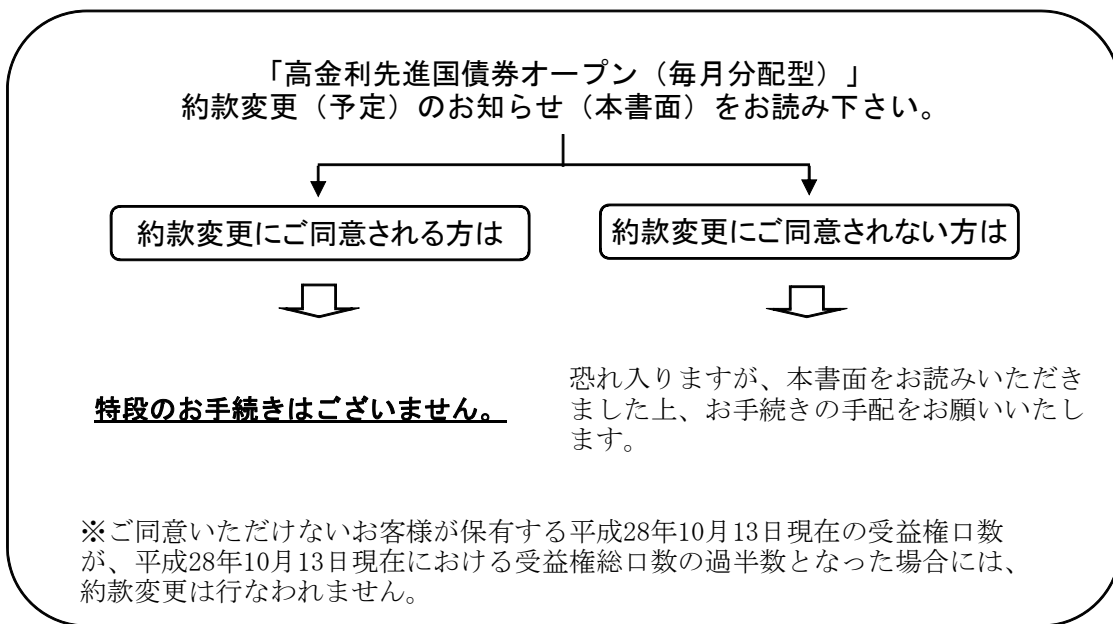 「高金利先進国債券オープン（毎月分配型）」
約款変更（予定）のお知らせ（本書面）をお読み下さい。
約款変更にご同意される方は
約款変更にご同意されない方は
特段のお手続きはございません。
恐れ入りますが、本書面をお読みいただき
ました上、お手続きの手配をお願いいたし
ます。
※ご同意いただけないお客様が保有する平成28年10月13日現在の受益権口数
が、平成28年10月13日現在における受益権総口数の過半数となった場合には、
約款変更は行なわれません。